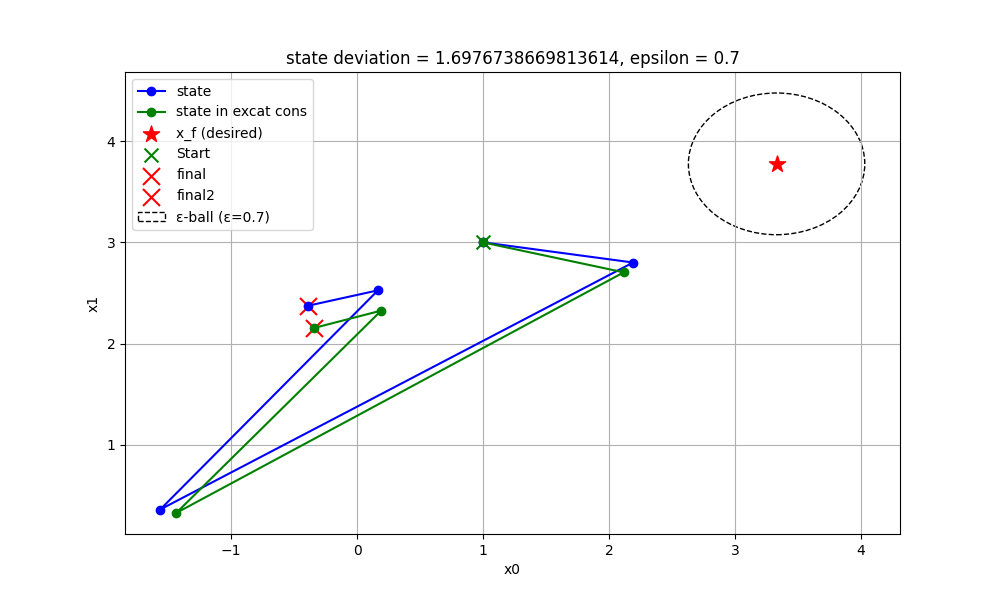 state deviation = 1.6976738669813614, epsilon = 0.7
state
state in excat cons
x_f (desired)
Start
final
final2
ε-ball (ε=0.7)
x1
4
3
2
1
−1
0
1
2
3
4
x0